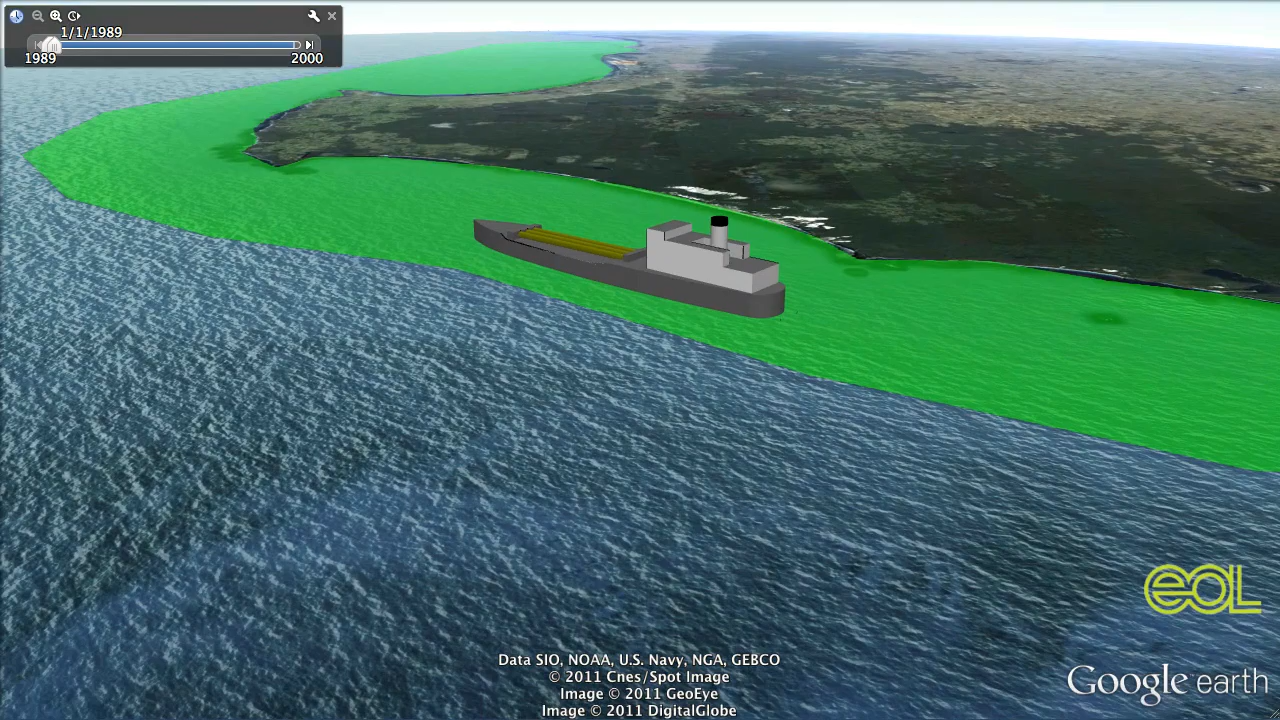 1/1/1989
1989
2000
eOL
Data SIO, NOAA, U.S. Navy, NGA, GEBCO
© 2011 Cnes/Spot Image
Image © 2011 GeoEye
Image © 2011 DigitalGlobe
Google earth